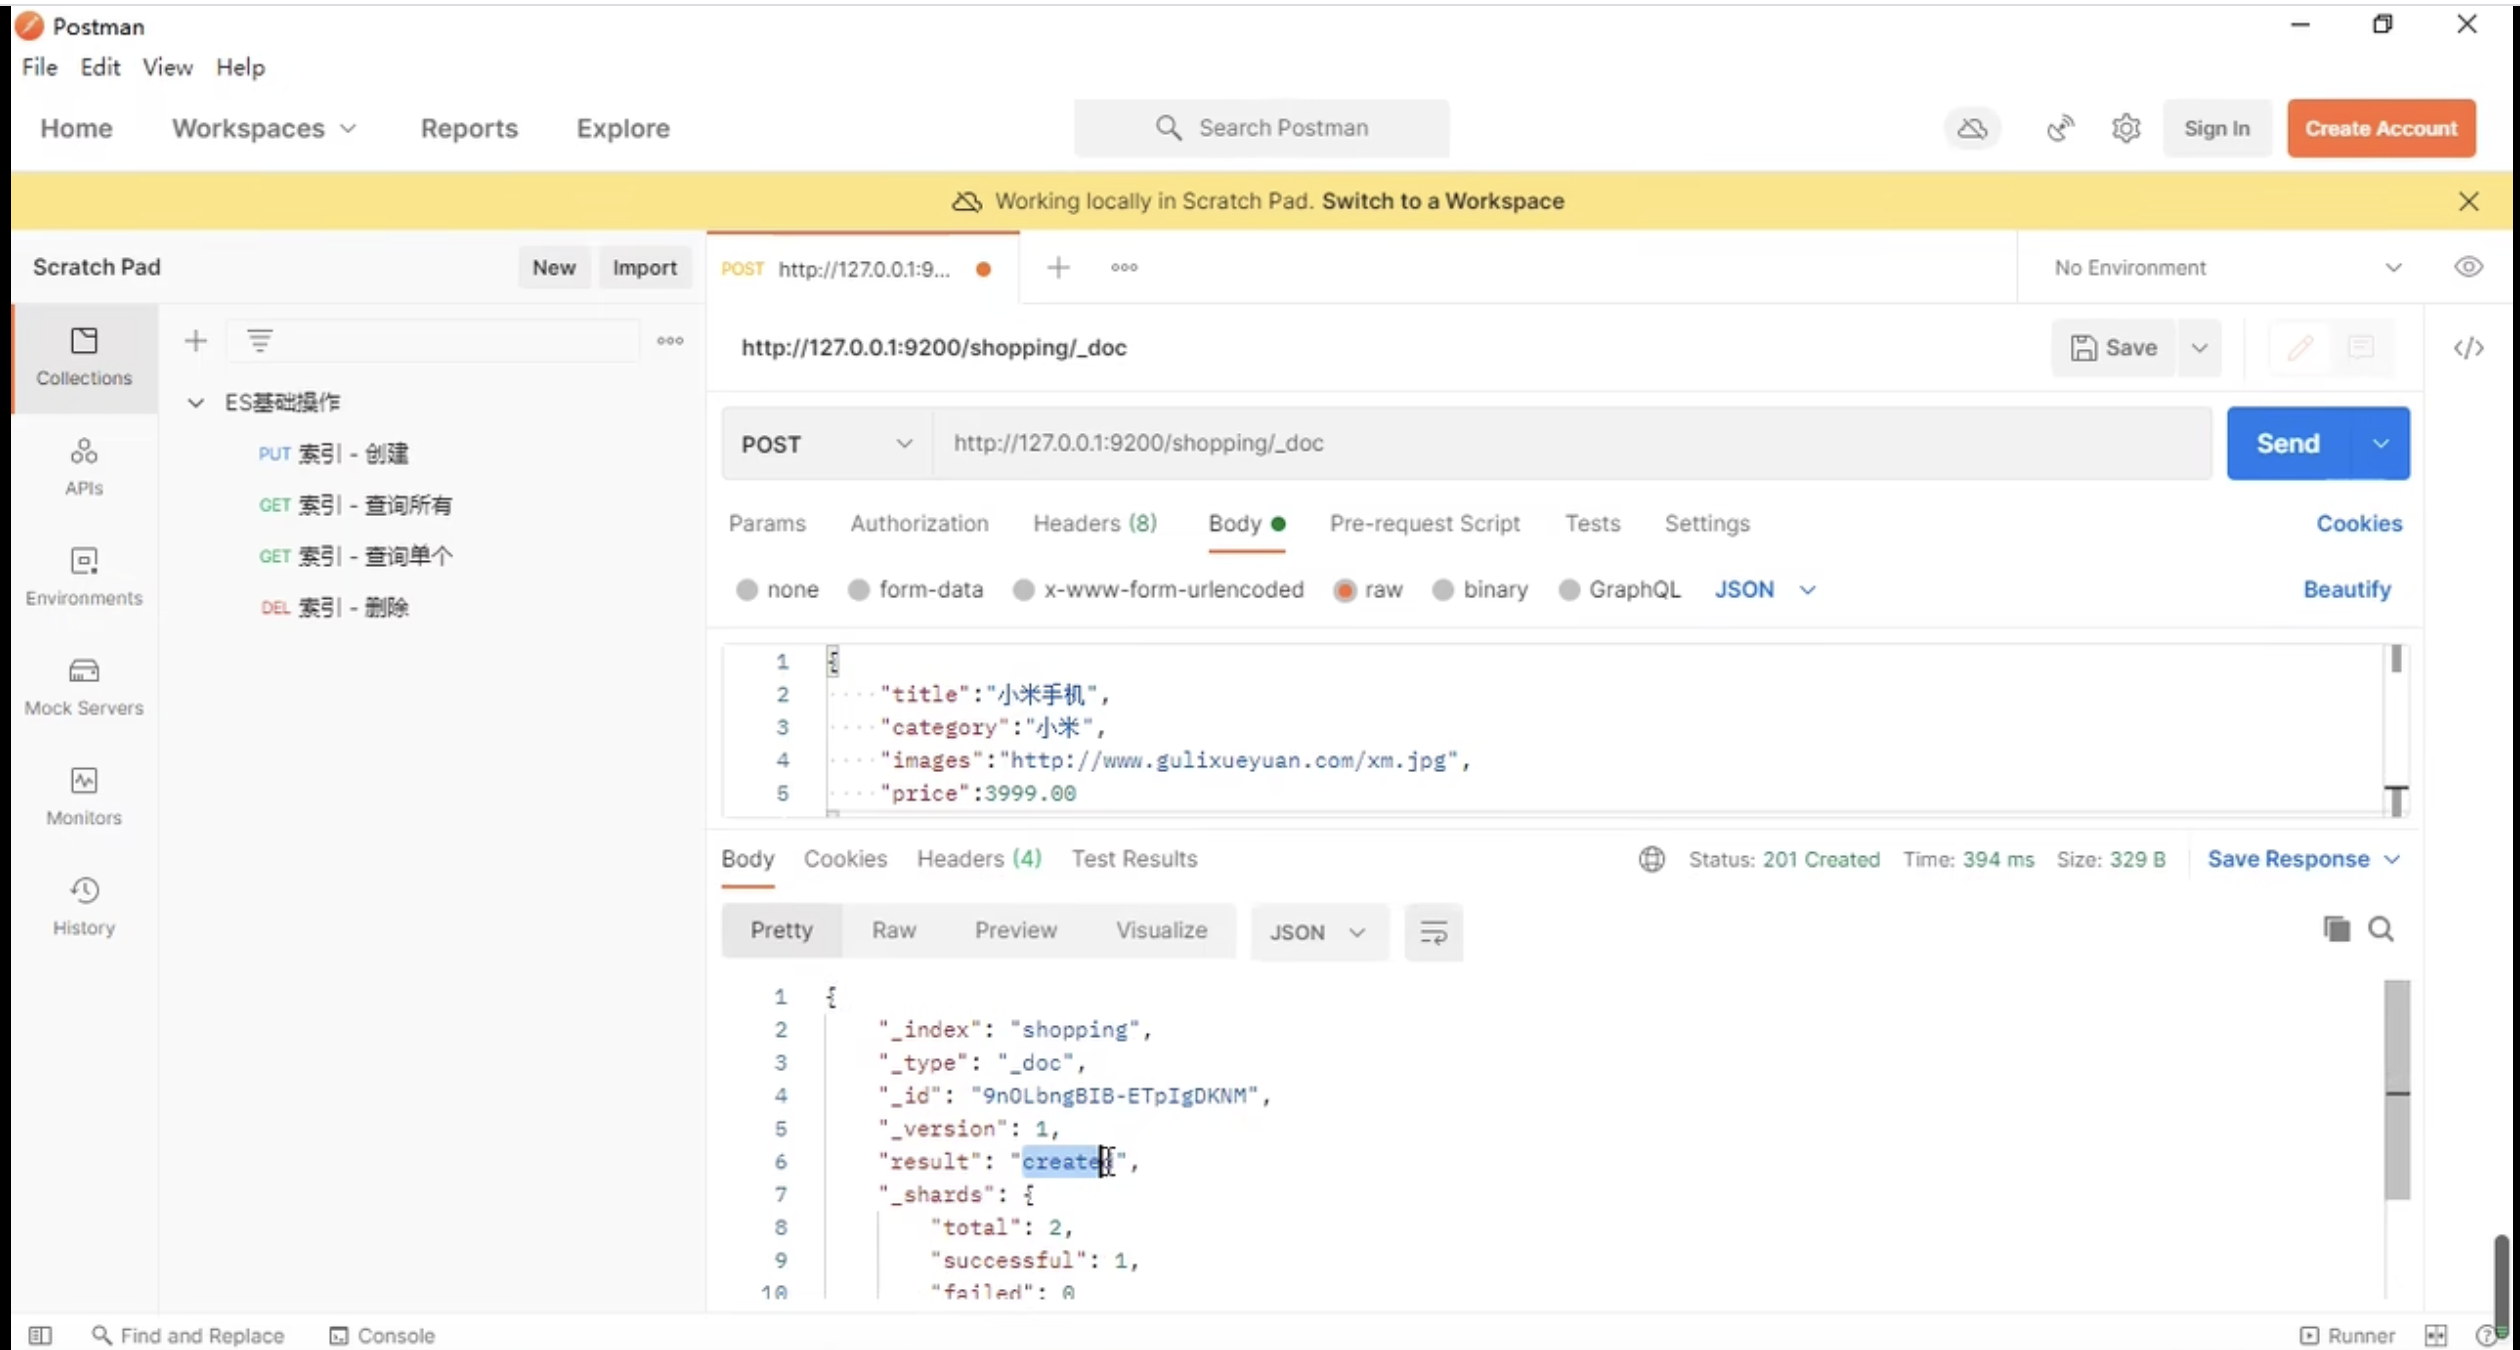 Postman
File Edit View Help
Home Workspaces Reports Explore Search Postman Sign In Create Account
Working locally in Scratch Pad. Switch to a Workspace
Scratch Pad New Import POST http://127.0.0.1:9... No Environment
http://127.0.0.1:9200/shopping/_doc Save
Collections
APIs
Environments
Mock Servers
Monitors
History
ES基础操作
PUT 索引 - 创建
GET 索引 - 查询所有
GET 索引 - 查询单个
DEL 索引 - 删除
POST http://127.0.0.1:9200/shopping/_doc Send
Params Authorization Headers (8) Body Pre-request Script Tests Settings Cookies
none form-data x-www-form-urlencoded raw binary GraphQL JSON Beautify
1 {
2 "title":"小米手机",
3 "category":"小米",
4 "images":"http://www.gulixueyuan.com/xm.jpg",
5 "price":3999.00
Body Cookies Headers (4) Test Results Status: 201 Created Time: 394 ms Size: 329 B Save Response
Pretty Raw Preview Visualize JSON
1 {
2 "_index": "shopping",
3 "_type": "_doc",
4 "_id": "9nOLbngBIB-ETpIgDKNM",
5 "_version": 1,
6 "result": "created",
7 "_shards": {
8 "total": 2,
9 "successful": 1,
10 "failed": 0
Find and Replace Console Runner